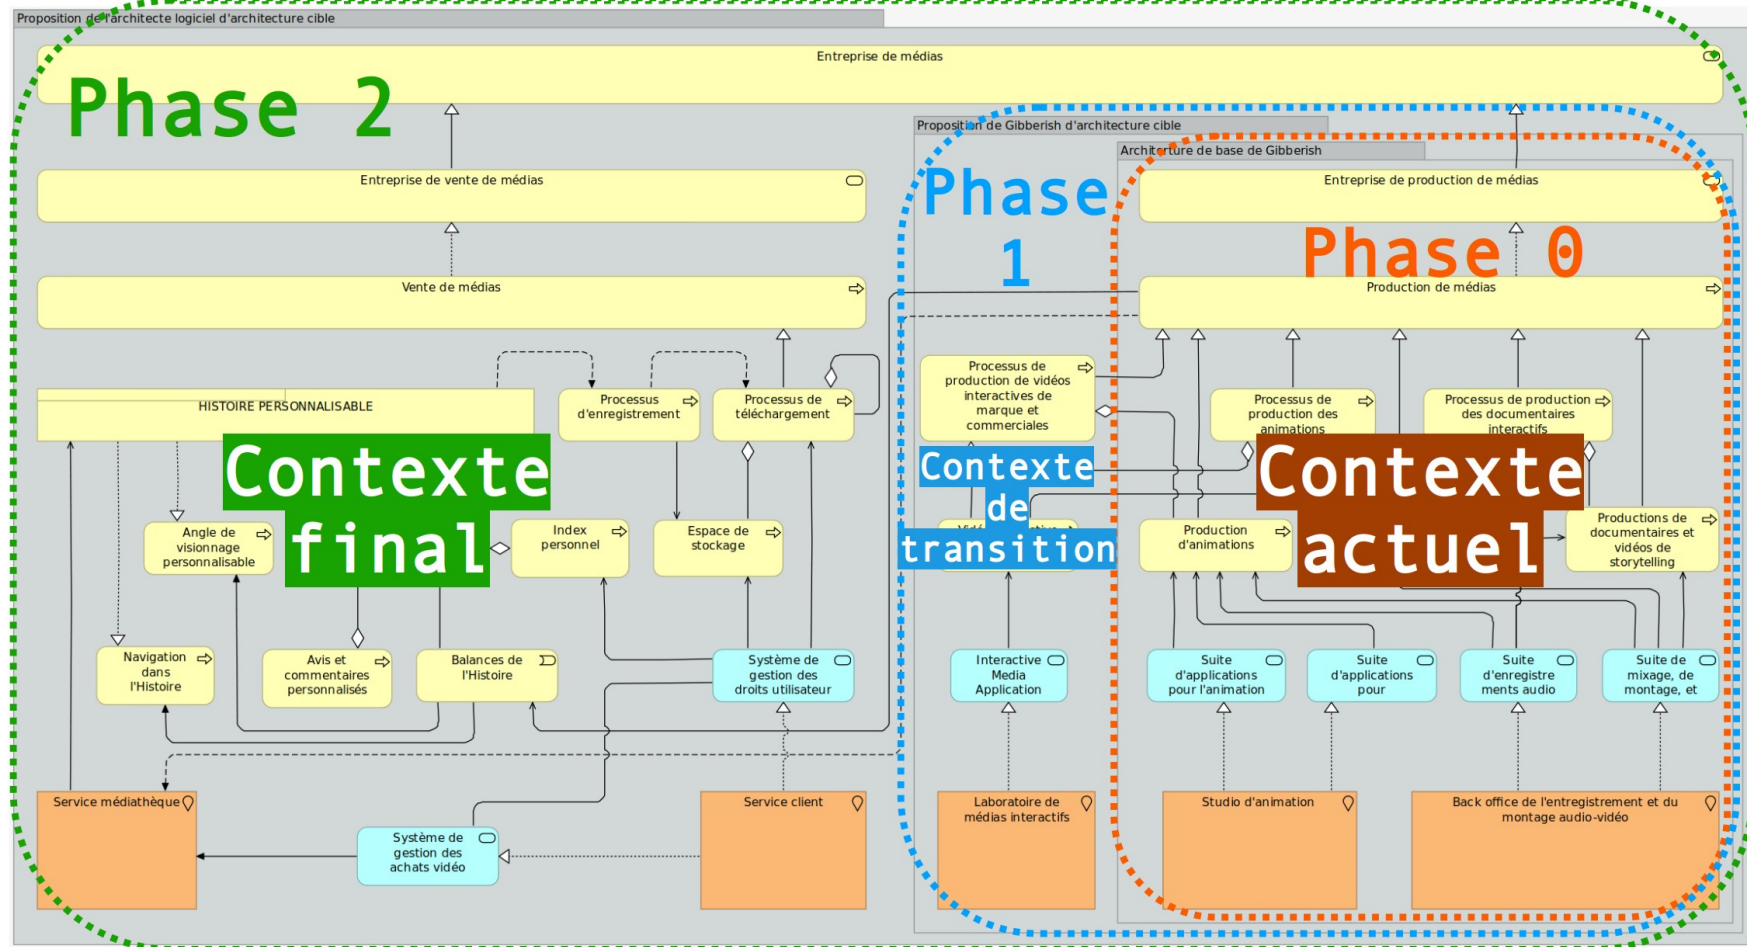 Proposition de l'architecte logiciel d'architecture cible
Entreprise de médias
Phase 2
Proposition de Gibberish d'architecture cible
Architerture de base de Gibberish
Phase
1
Entreprise de vente de médias
Entreprise de production de médias
Phase 0
Vente de médias
Production de médias
HISTOIRE PERSONNALISABLE
Processus
d'enregistrement
Processus de
téléchargement
Processus de
production de vidéos
interactives de
marque et
commerciales
Processus de
production des
animations
Processus de production
des documentaires
interactifs
Contexte
final
Contexte
de
transition
Contexte
actuel
Angle de
visionnage
personnalisable
Index
personnel
Espace de
stockage
Production
d'animations
Productions de
documentaires et
vidéos de
storytelling
Navigation
dans
l'Histoire
Avis et
commentaires
personnalisés
Balances de
l'Histoire
Système de
gestion des
droits utilisateur
Interactive
Media
Application
Suite
d'applications
pour l'animation
Suite
d'applications
pour
Suite
d'enregistre
ments audio
Suite de
mixage, de
montage, et
Service médiathèque
Système de
gestion des
achats vidéo
Service client
Laboratoire de
médias interactifs
Studio d'animation
Back office de l'entregistrement et du
montage audio-vidéo